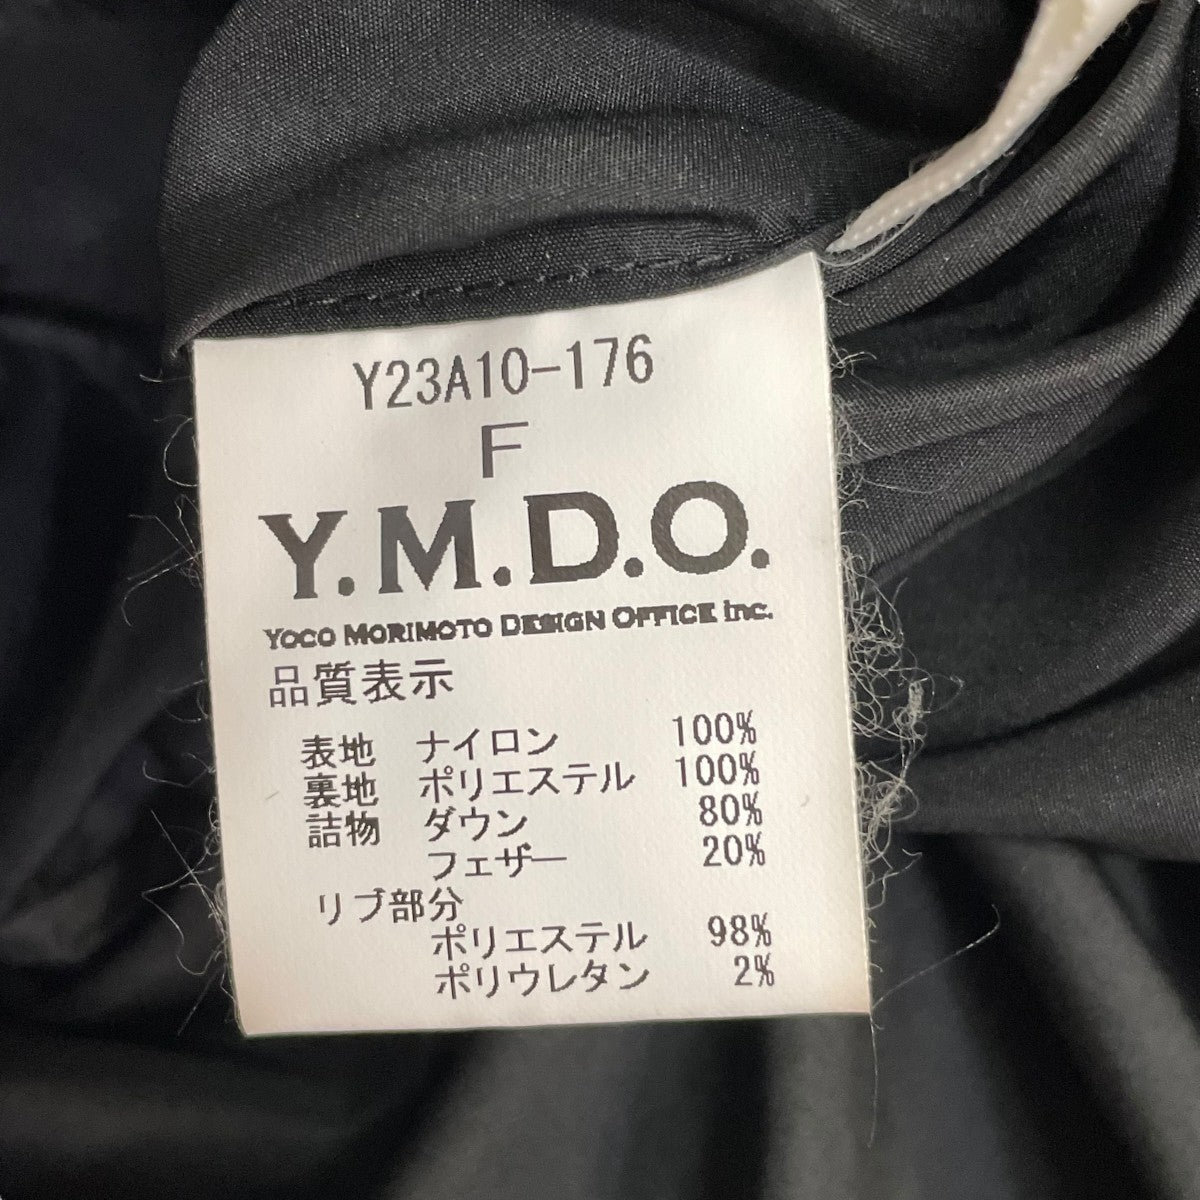 Y23A10-176
F
Y.M.D.O.
YOCO MORIMOTO DESIGN OFFICE inc.
品質表示
表地 ナイロン 100%
裏地 ポリエステル 100%
詰物 ダウン 80%
フェザー 20%
リブ部分
ポリエステル 98%
ポリウレタン 2%